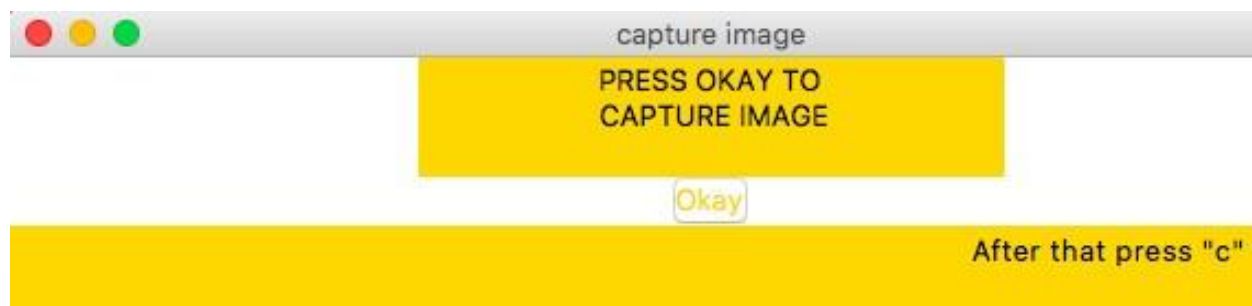 capture image
PRESS OKAY TO
CAPTURE IMAGE
Okay
After that press "c"